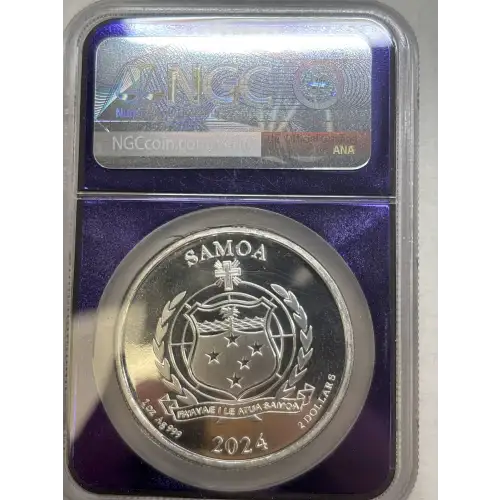 NGC
NGCcoin.com
ANA
SAMOA
FAAVAE I LE ATUA SAMOA
1 oz Ag 999
2 DOLLARS
2024